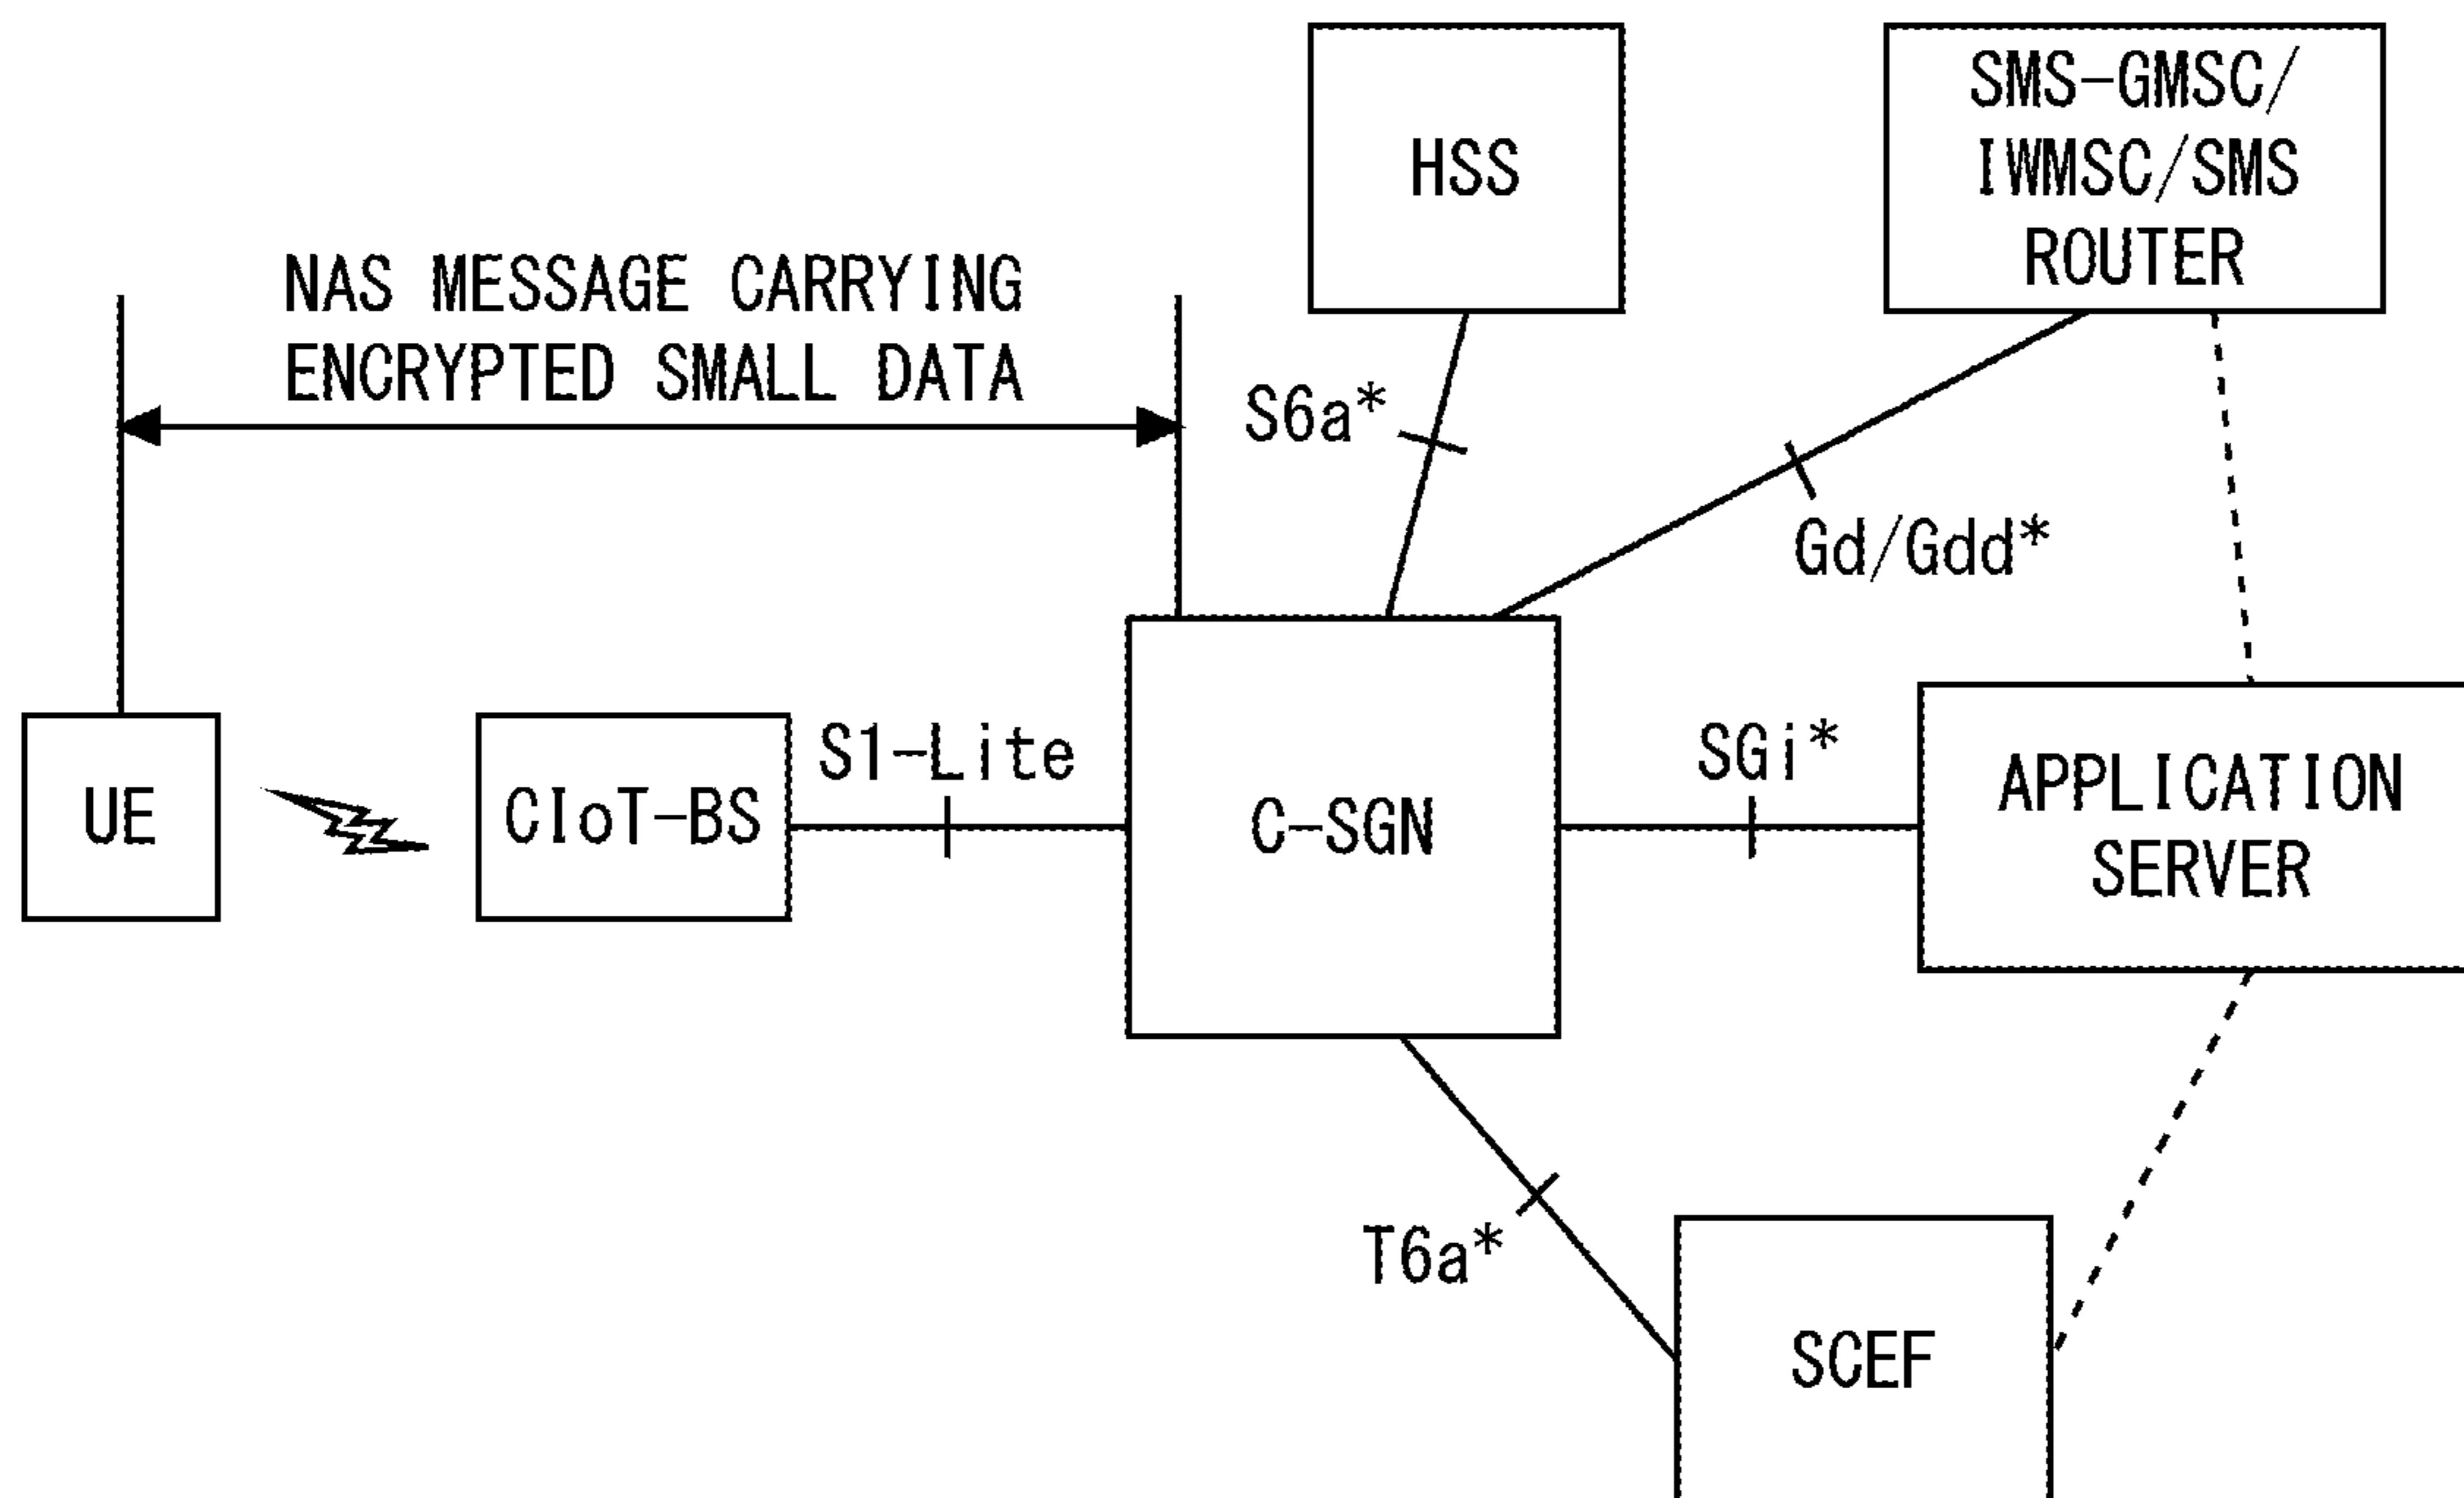 HSS
SMS-GMSC/
IWMSC/SMS
ROUTER
NAS MESSAGE CARRYING
ENCRYPTED SMALL DATA
S6a*
Gd/Gdd*
UE
CIoT-BS
S1-Lite
C-SGN
SGi*
APPLICATION
SERVER
T6a*
SCEF